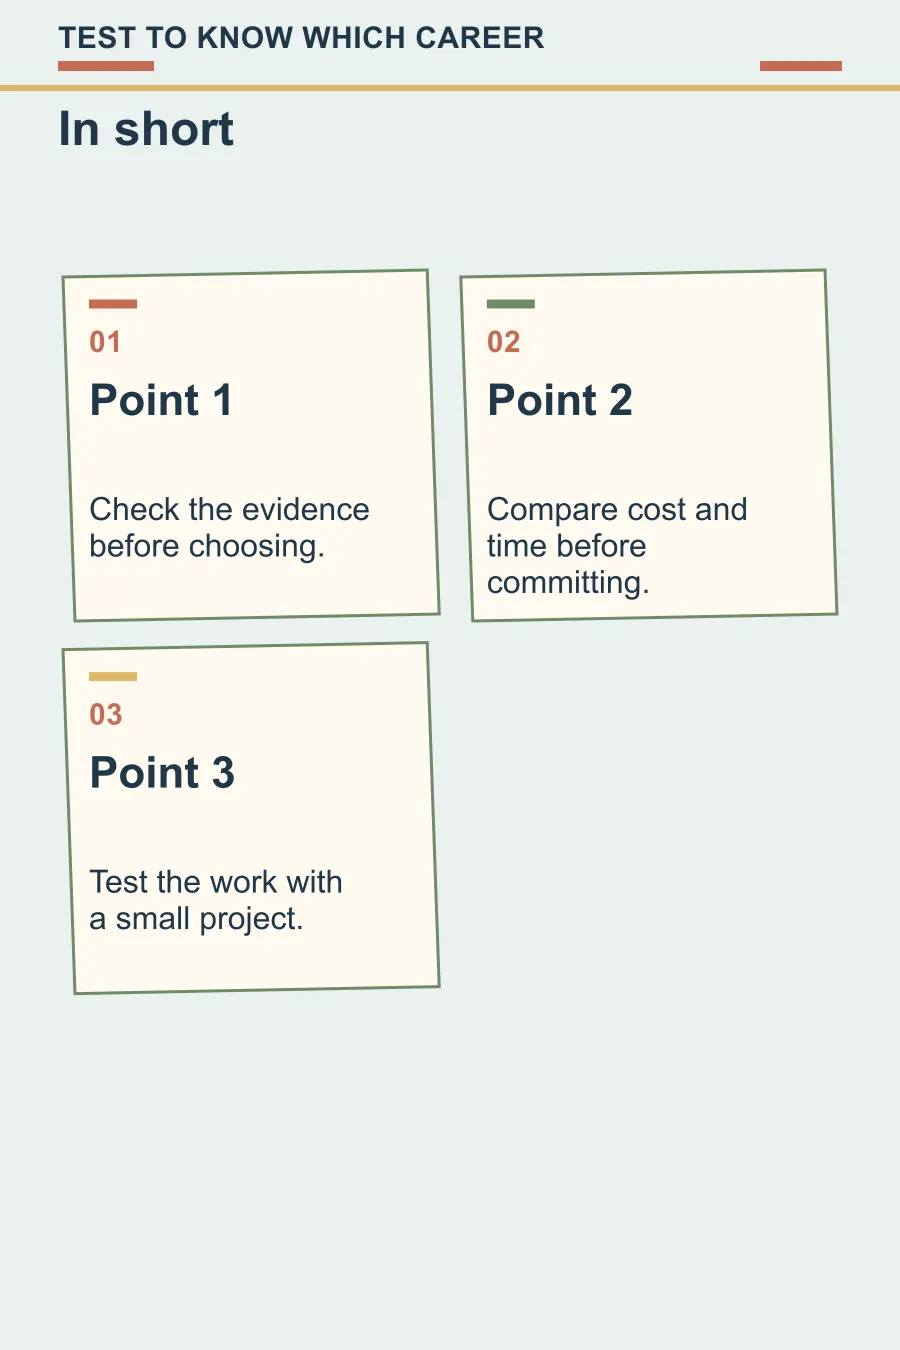 TEST TO KNOW WHICH CAREER
In short
01
Point 1
Check the evidence
before choosing.
02
Point 2
Compare cost and
time before
committing.
03
Point 3
Test the work with
a small project.